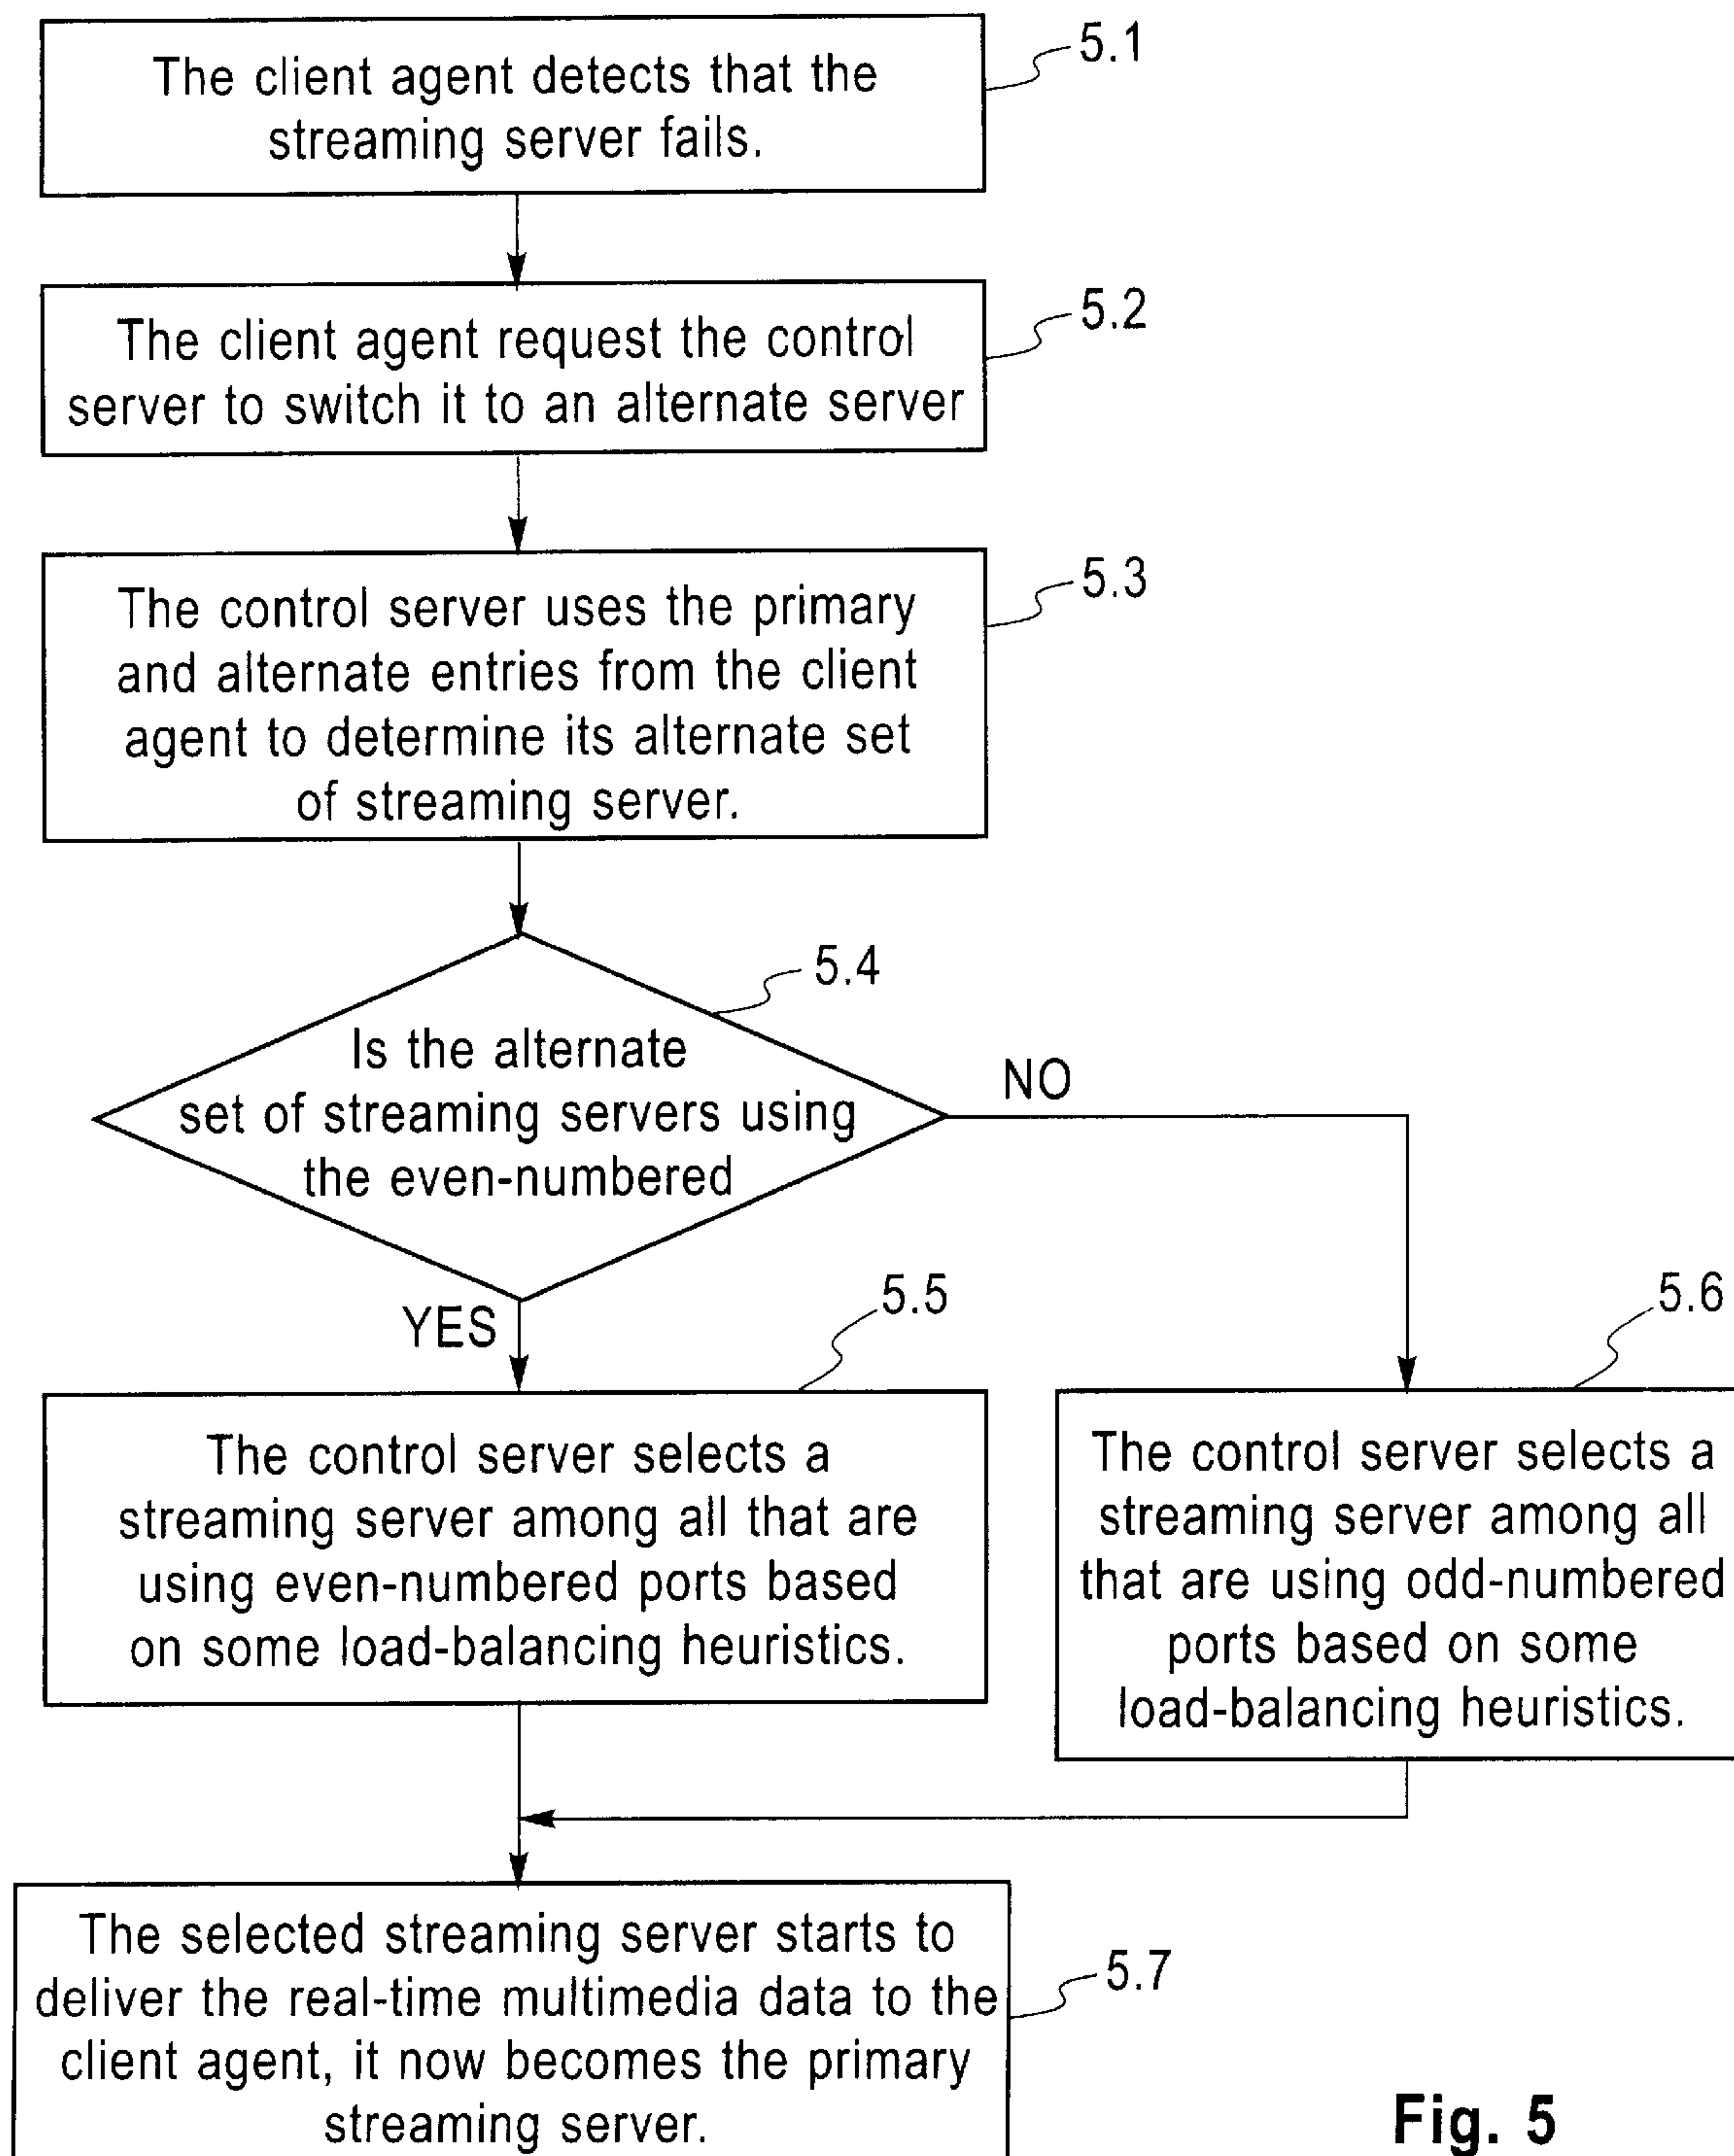 The client agent detects that the
streaming server fails.
5.1
The client agent request the control
server to switch it to an alternate server
5.2
The control server uses the primary
and alternate entries from the client
agent to determine its alternate set
of streaming server.
5.3
Is the alternate
set of streaming servers using
the even-numbered
5.4
NO
YES
5.5
The control server selects a
streaming server among all that are
using even-numbered ports based
on some load-balancing heuristics.
5.6
The control server selects a
streaming server among all
that are using odd-numbered
ports based on some
load-balancing heuristics.
The selected streaming server starts to
deliver the real-time multimedia data to the
client agent, it now becomes the primary
streaming server.
5.7
Fig. 5